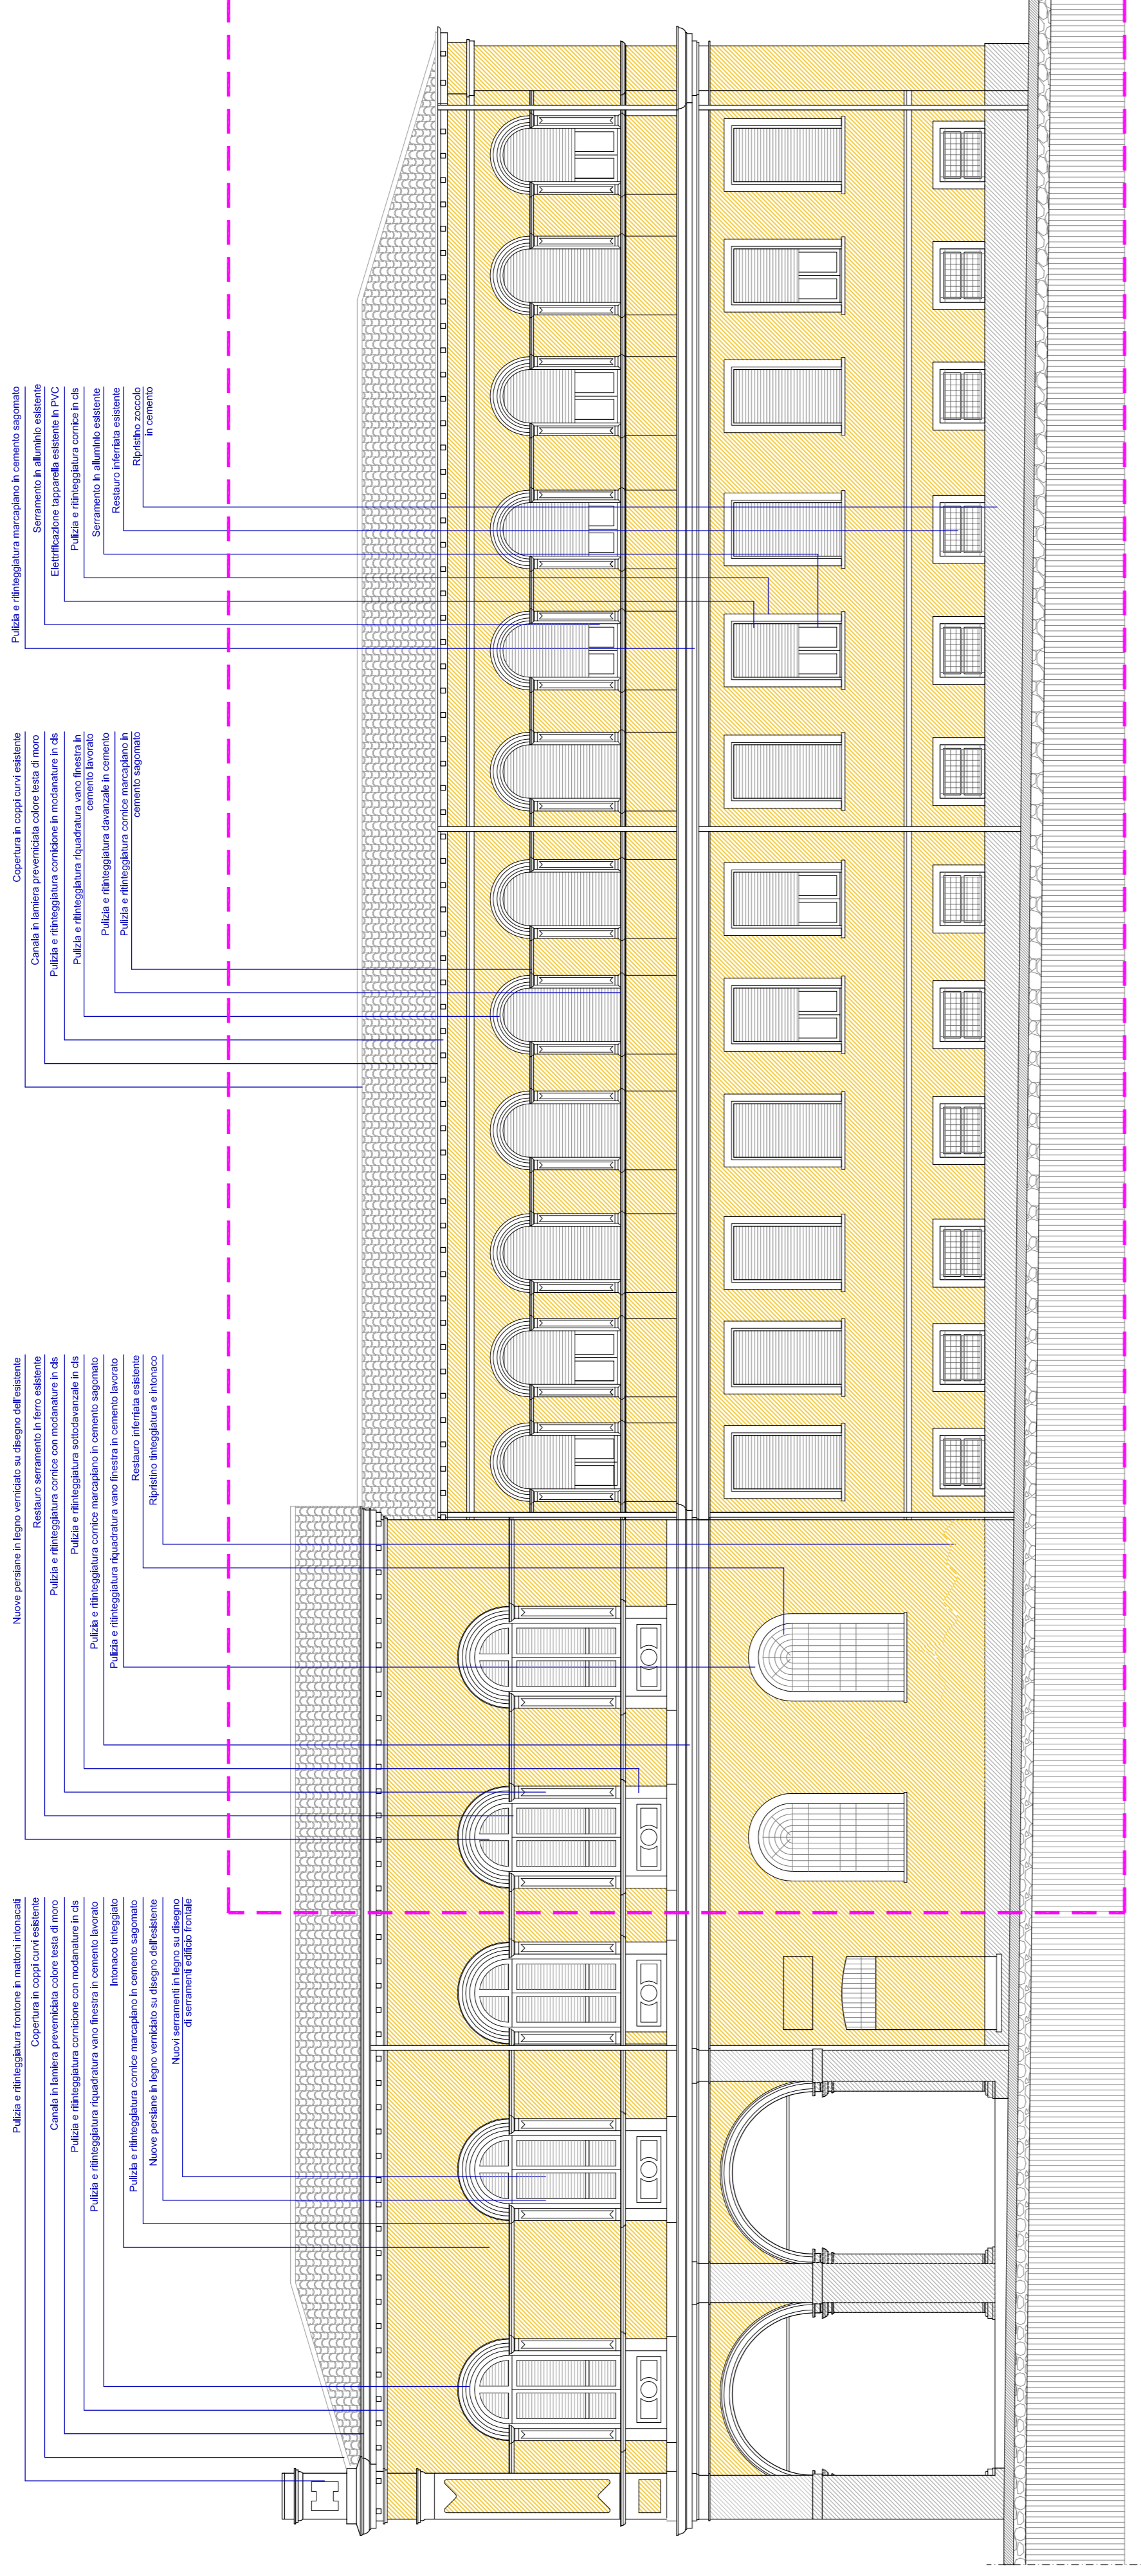 Pulizia e ritinteggiatura marcapiano in cemento sagomato
Serramento in alluminio esistente
Elettrificazione tapparella esistente in PVC
Pulizia e ritinteggiatura cornice in cls
Serramento in alluminio esistente
Restauro inferriata esistente
Ripristino zoccolo
in cemento
Copertura in coppi curvi esistente
Canala in lamiera preverniciata colore testa di moro
Pulizia e ritinteggiatura cornicione in modanature in cls
Pulizia e ritinteggiatura riquadratura vano finestra in
cemento lavorato
Pulizia e ritinteggiatura davanzale in cemento
Pulizia e ritinteggiatura cornice marcapiano in
cemento sagomato
Nuove persiane in legno verniciato su disegno dell'esistente
Restauro serramento in ferro esistente
Pulizia e ritinteggiatura cornice con modanature in cls
Pulizia e ritinteggiatura sottodavanzale in cls
Pulizia e ritinteggiatura cornice marcapiano in cemento sagomato
Pulizia e ritinteggiatura riquadratura vano finestra in cemento lavorato
Restauro inferriata esistente
Ripristino tinteggiatura e intonaco
Pulizia e ritinteggiatura frontone in mattoni intonacati
Copertura in coppi curvi esistente
Canala in lamiera preverniciata colore testa di moro
Pulizia e ritinteggiatura cornicione con modanature in cls
Pulizia e ritinteggiatura riquadratura vano finestra in cemento lavorato
Intonaco tinteggiato
Pulizia e ritinteggiatura cornice marcapiano in cemento sagomato
Nuove persiane in legno verniciato su disegno dell'esistente
Nuovi serramenti in legno su disegno
di serramenti edificio frontale